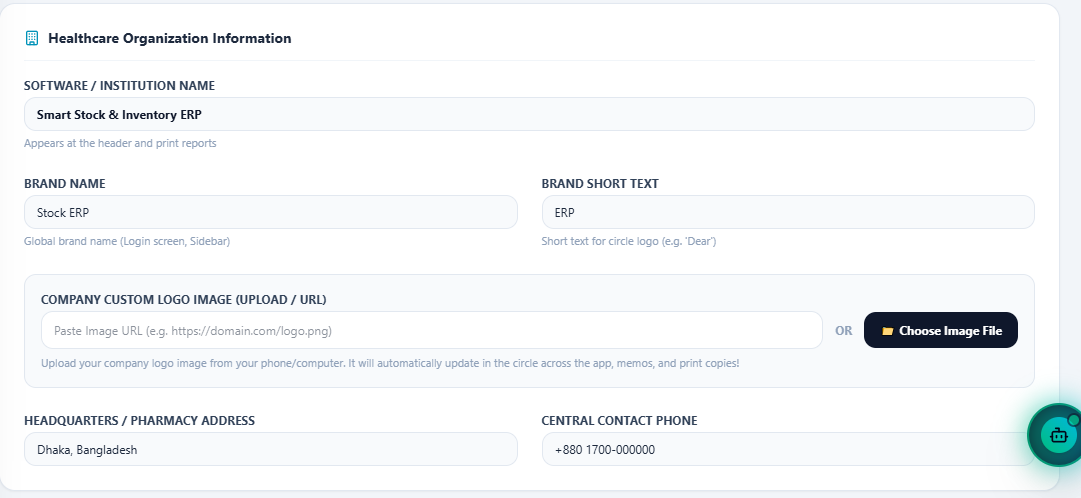 Healthcare Organization Information
SOFTWARE / INSTITUTION NAME
Smart Stock & Inventory ERP
Appears at the header and print reports
BRAND NAME
BRAND SHORT TEXT
Stock ERP
ERP
Global brand name (Login screen, Sidebar)
Short text for circle logo (e.g. 'Dear')
COMPANY CUSTOM LOGO IMAGE (UPLOAD / URL)
Paste Image URL (e.g. https://domain.com/logo.png)
OR
Choose Image File
Upload your company logo image from your phone/computer. It will automatically update in the circle across the app, memos, and print copies!
HEADQUARTERS / PHARMACY ADDRESS
CENTRAL CONTACT PHONE
Dhaka, Bangladesh
+880 1700-000000